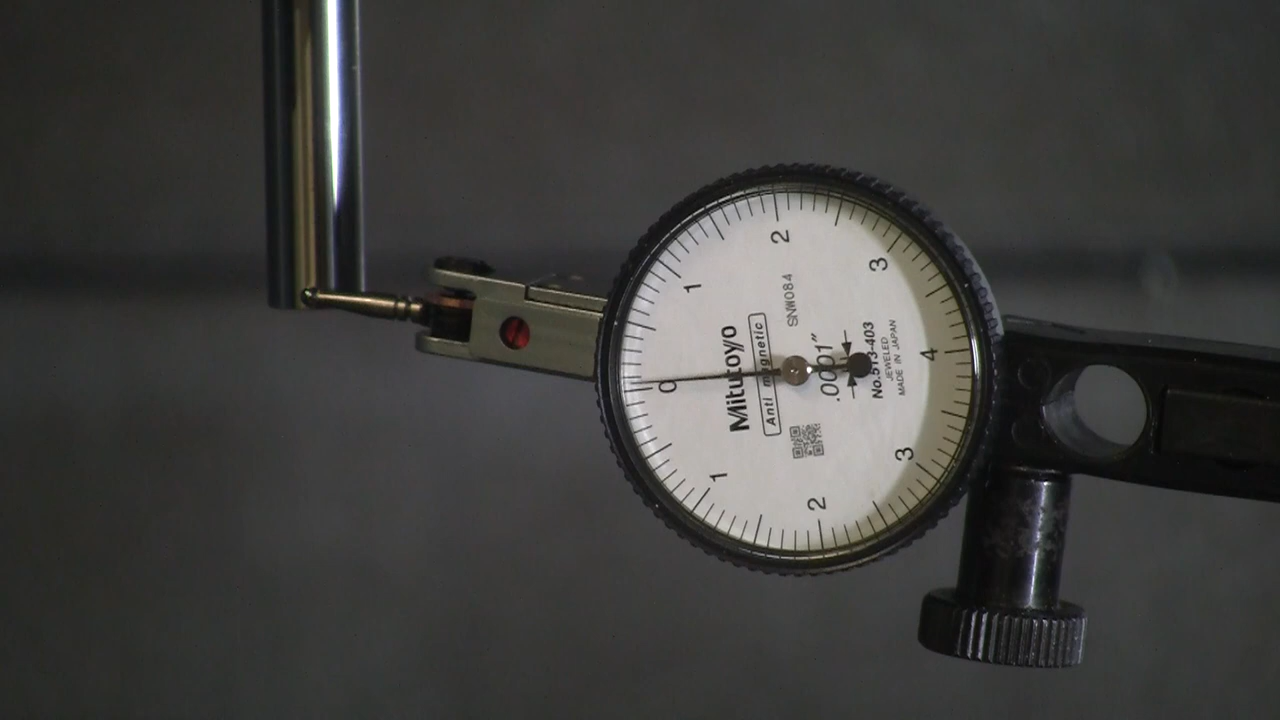 0
1
2
3
4
3
2
1
Mitutoyo
Anti magnetic
SNW084
.0001"
No.513-403
JEWELED
MADE IN JAPAN